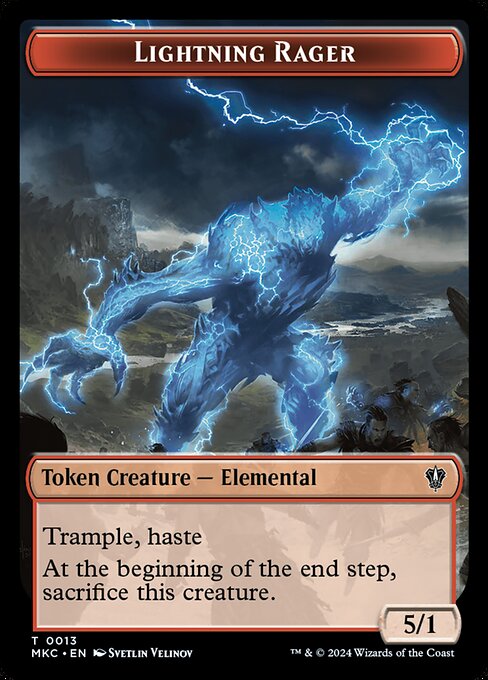 Lightning Rager
Token Creature — Elemental
Trample, haste
At the beginning of the end step,
sacrifice this creature.
5/1
T 0013
MKC • EN Svetlin Velinov
™ & © 2024 Wizards of the Coast